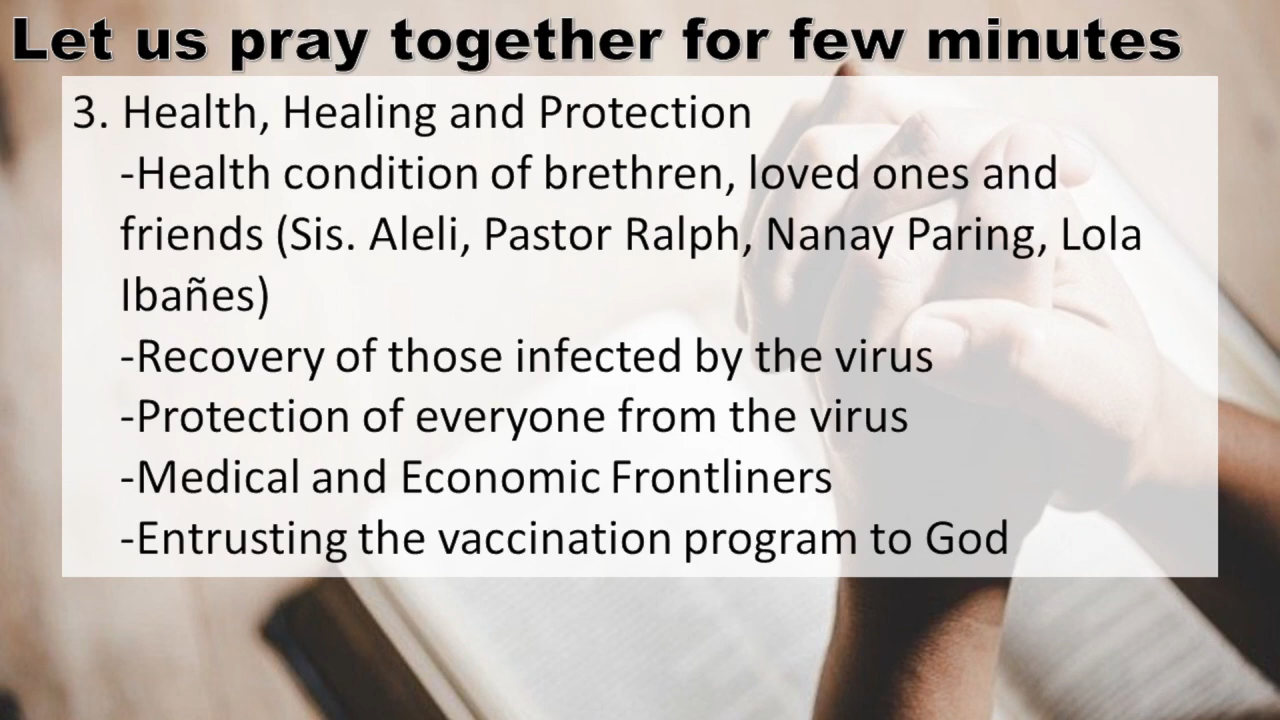 Let us pray together for few minutes
3. Health, Healing and Protection
-Health condition of brethren, loved ones and
friends (Sis. Aleli, Pastor Ralph, Nanay Paring, Lola
Ibañes)
-Recovery of those infected by the virus
-Protection of everyone from the virus
-Medical and Economic Frontliners
-Entrusting the vaccination program to God